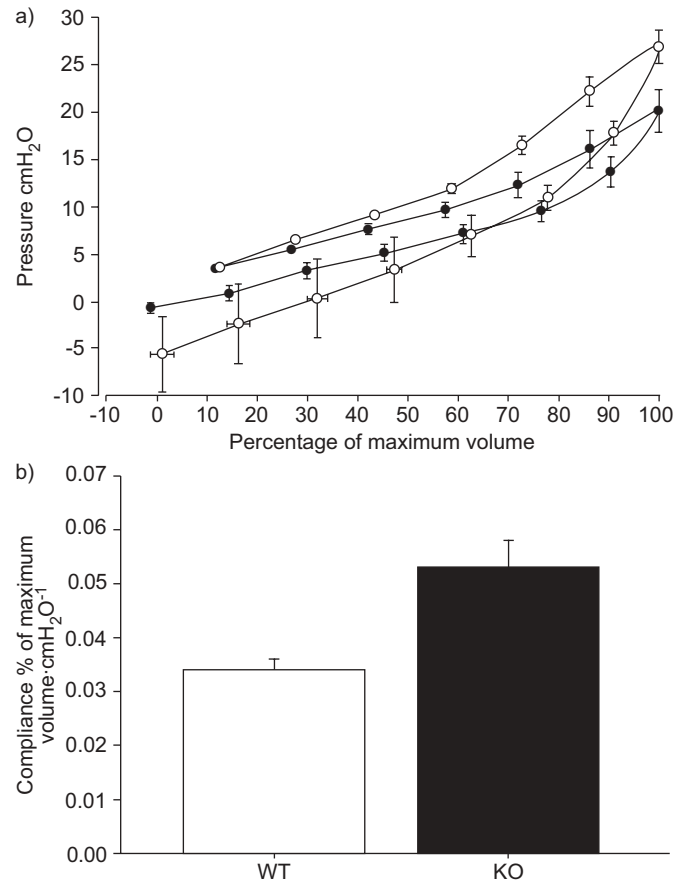 a)
30
25
20
15
10
5
0
-5
-10
Pressure cmH₂O
-10 0 10 20 30 40 50 60 70 80 90 100
Percentage of maximum volume
b)
0.07
0.06
0.05
0.04
0.03
0.02
0.01
0.00
Compliance % of maximum
volume·cmH₂O⁻¹
WT KO